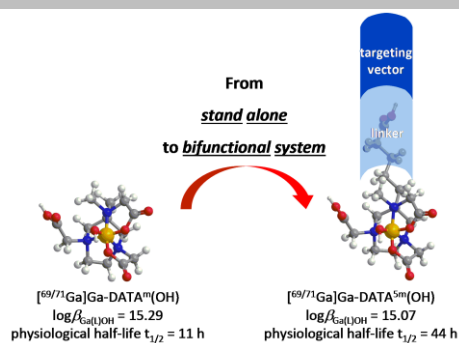 targeting
vector
From
stand alone
to bifunctional system
linker
[69/71Ga]Ga-DATAm(OH)
logβGa(L)OH = 15.29
physiological half-life t1/2 = 11 h
[69/71Ga]Ga-DATA5m(OH)
logβGa(L)OH = 15.07
physiological half-life t1/2 = 44 h